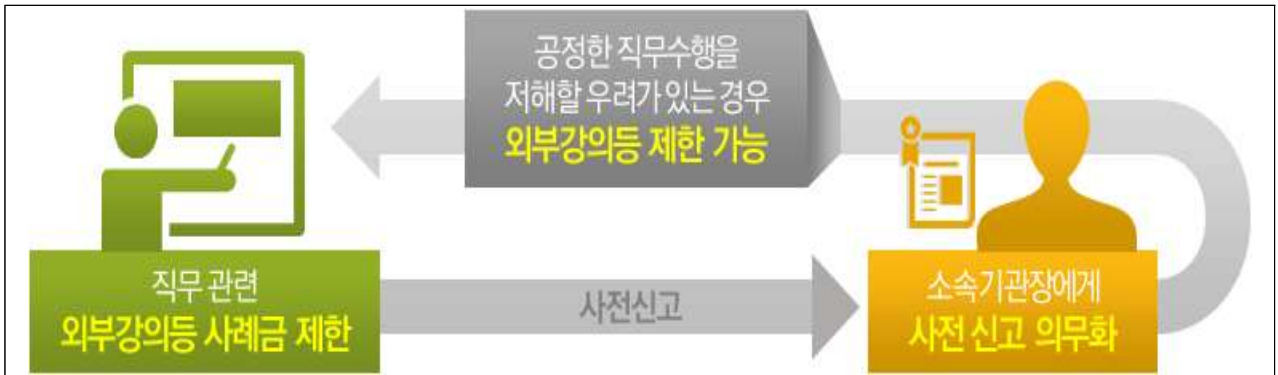 공정한 직무수행을
저해할 우려가 있는 경우
외부강의등 제한 가능
직무 관련
외부강의등 사례금 제한
사전신고
소속기관장에게
사전 신고 의무화